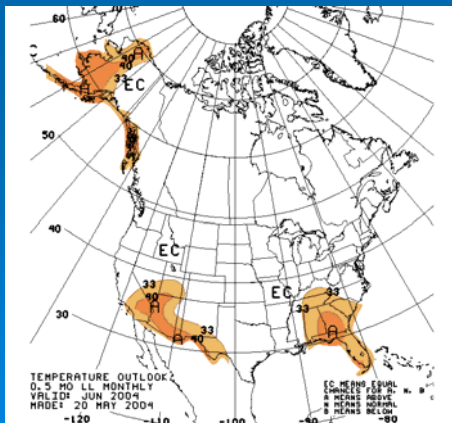 60
40
40
33
EC
50
40
EC
EC
33
33
33
40
33
30
40
A
A
A
A
A
TEMPERATURE OUTLOOK
0.5 MO LL MONTHLY
VALID: JUN 2004
MADE: 20 MAY 2004
EC MEANS EQUAL
CHANCES FOR A, N, B
A MEANS ABOVE
N MEANS NORMAL
B MEANS BELOW
-120
-110
-100
-90
-80